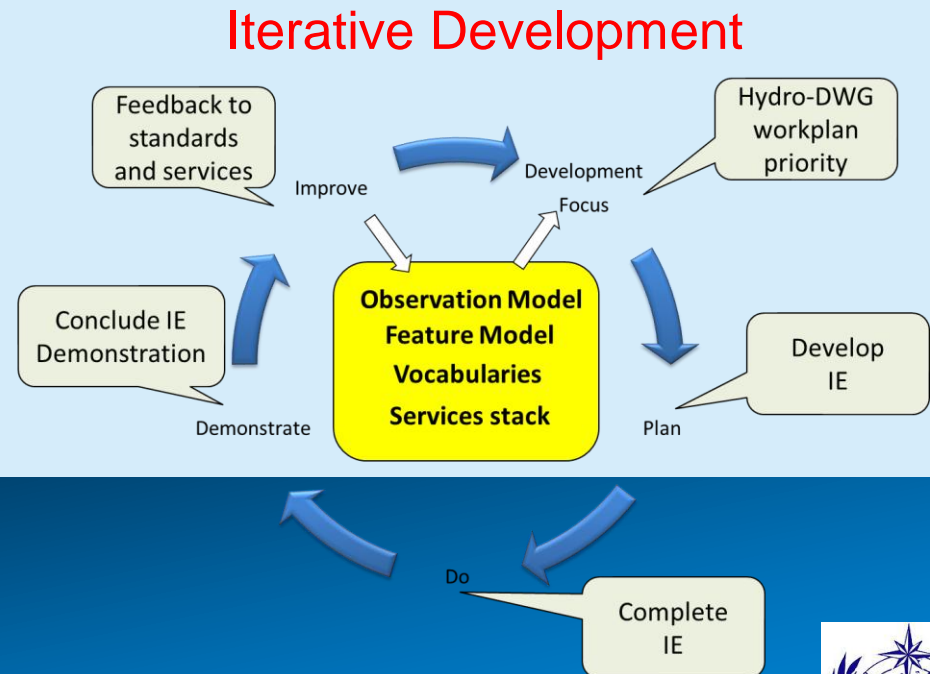 Iterative Development
Feedback to
standards
and services
Improve
Development
Focus
Hydro-DWG
workplan
priority
Observation Model
Feature Model
Vocabularies
Services stack
Conclude IE
Demonstration
Demonstrate
Develop
IE
Plan
Do
Complete
IE